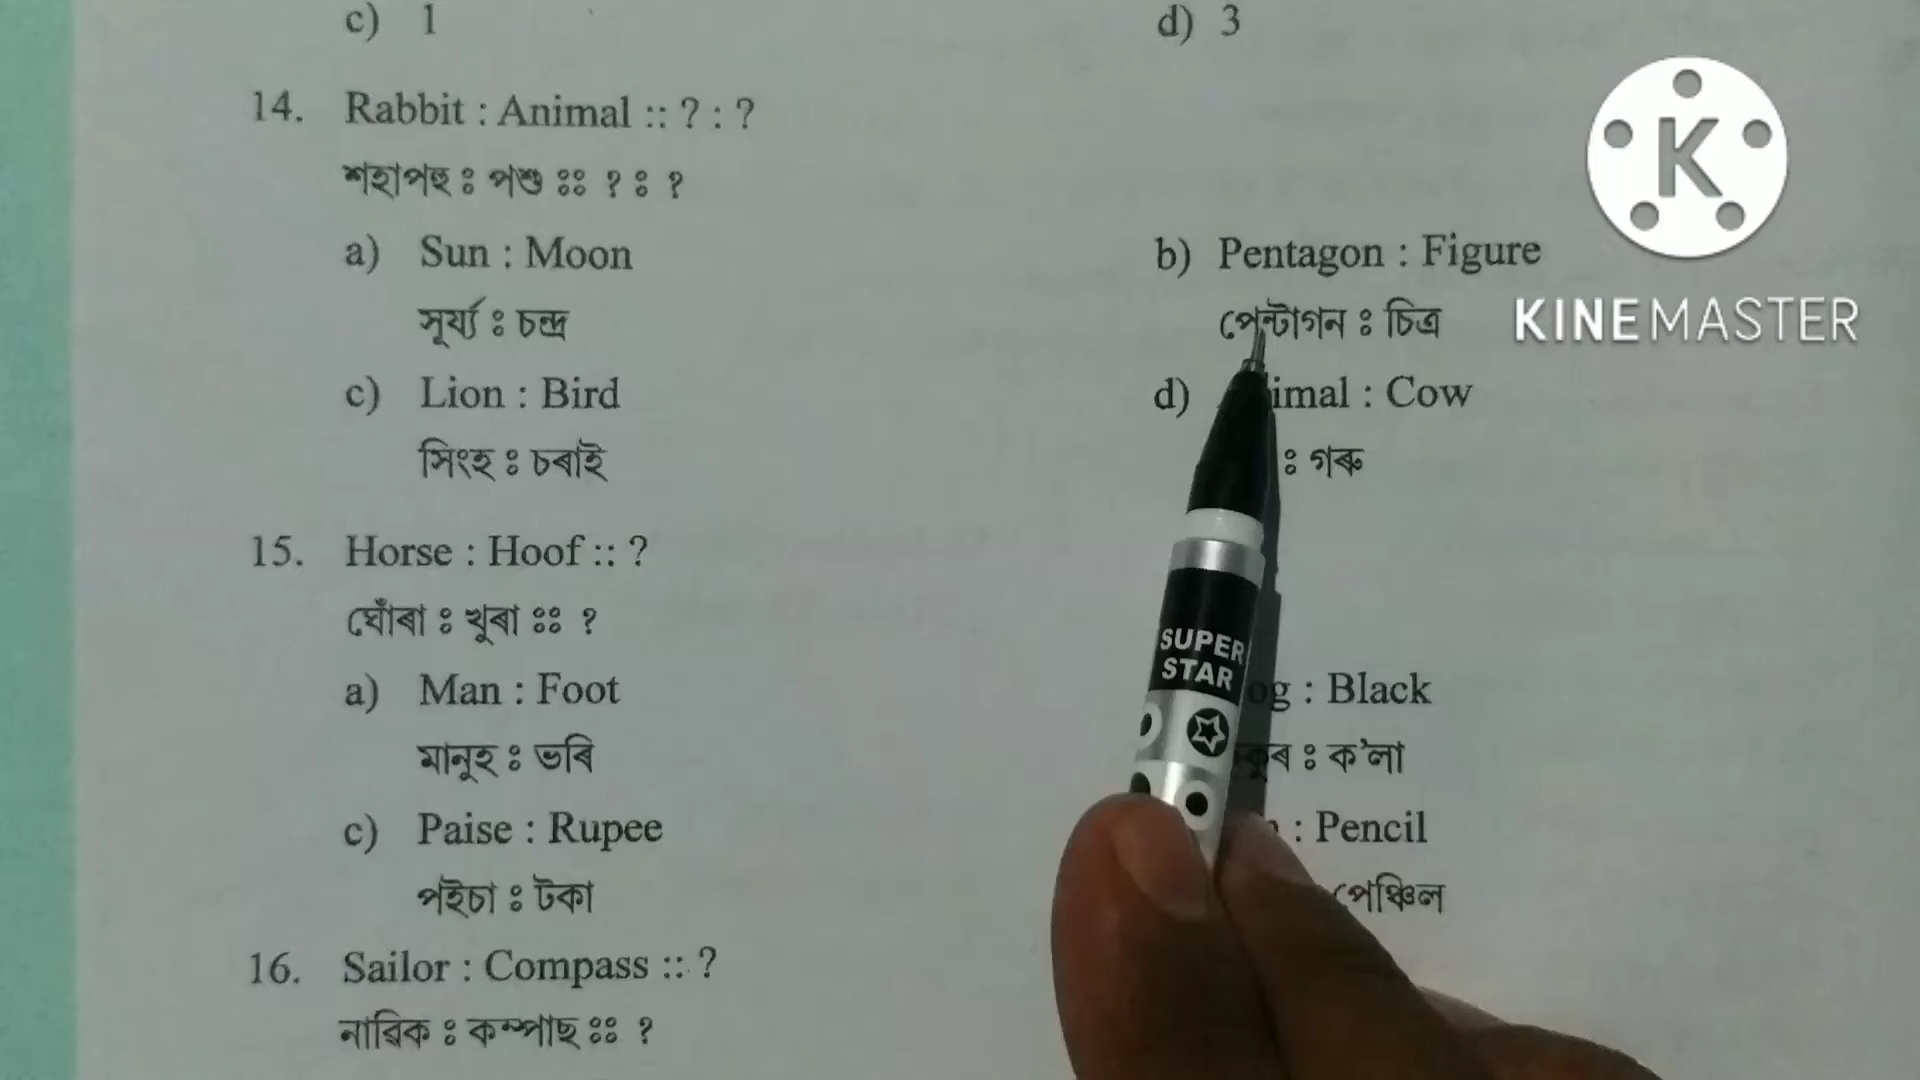 c) 1
d) 3
14. Rabbit : Animal :: ? : ?
শহাপহু ঃ পশু ঃঃ ? ঃ ?
a) Sun : Moon
b) Pentagon : Figure
সূৰ্য্য ঃ চন্দ্ৰ
পেন্টাগন ঃ চিত্ৰ
c) Lion : Bird
d) : Cow
সিংহ ঃ চৰাই
ঃ গৰু
15. Horse : Hoof :: ?
ঘোঁৰা ঃ খুৰা ঃঃ ?
a) Man : Foot
: Black
মানুহ ঃ ভৰি
ঃ ক'লা
c) Paise : Rupee
: Pencil
পইচা ঃ টকা
পেঞ্চিল
16. Sailor : Compass :: ?
নাৱিক ঃ কম্পাছ ঃঃ ?
SUPER
STAR
K
KINEMASTER